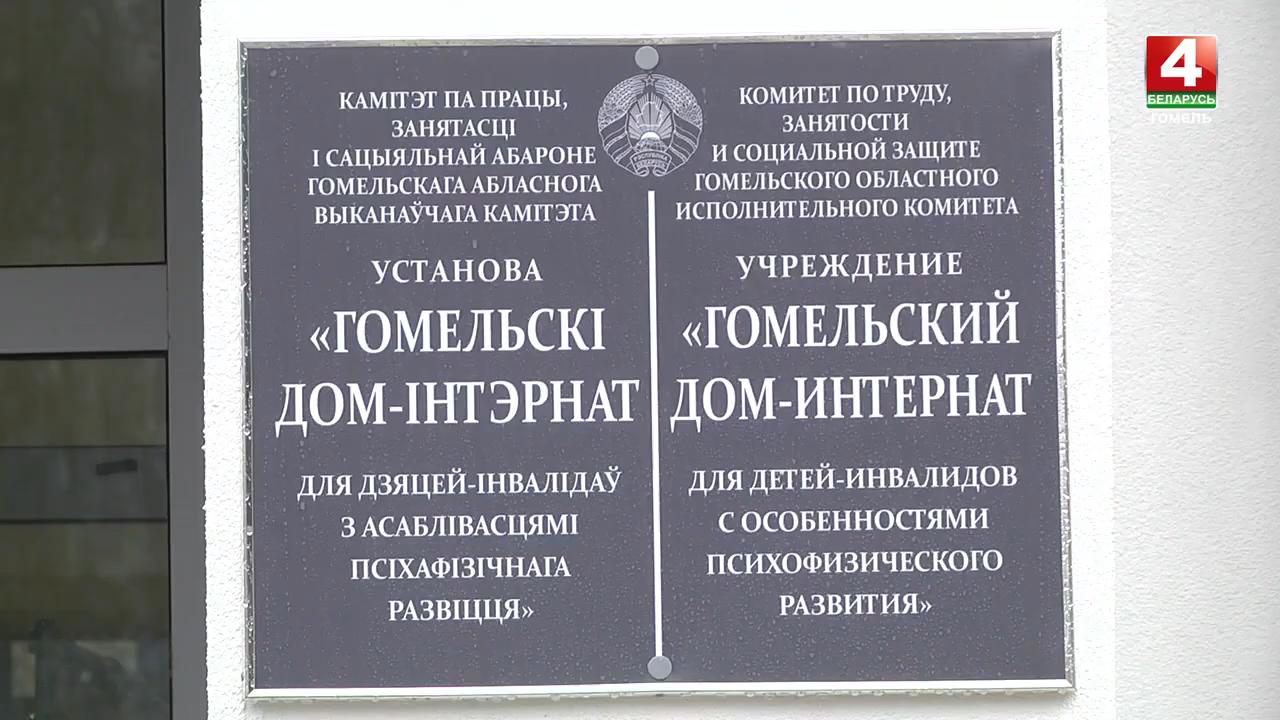 КАМІТЭТ ПА ПРАЦЫ,
ЗАНЯТАСЦІ
І САЦЫЯЛЬНАЙ АБАРОНЕ
ГОМЕЛЬСКАГА АБЛАСНОГА
ВЫКАНАЎЧАГА КАМІТЭТА
УСТАНОВА
«ГОМЕЛЬСКІ
ДОМ-ІНТЭРНАТ
ДЛЯ ДЗЯЦЕЙ-ІНВАЛІДАЎ
З АСАБЛІВАСЦЯМІ
ПСІХАФІЗІЧНАГА
РАЗВІЦЦЯ»
РЭСПУБЛІКА
БЕЛАРУСЬ
КОМИТЕТ ПО ТРУДУ,
ЗАНЯТОСТИ
И СОЦИАЛЬНОЙ ЗАЩИТЕ
ГОМЕЛЬСКОГО ОБЛАСТНОГО
ИСПОЛНИТЕЛЬНОГО КОМИТЕТА
УЧРЕЖДЕНИЕ
«ГОМЕЛЬСКИЙ
ДОМ-ИНТЕРНАТ
ДЛЯ ДЕТЕЙ-ИНВАЛИДОВ
С ОСОБЕННОСТЯМИ
ПСИХОФИЗИЧЕСКОГО
РАЗВИТИЯ»
4
БЕЛАРУСЬ
ГОМЕЛЬ